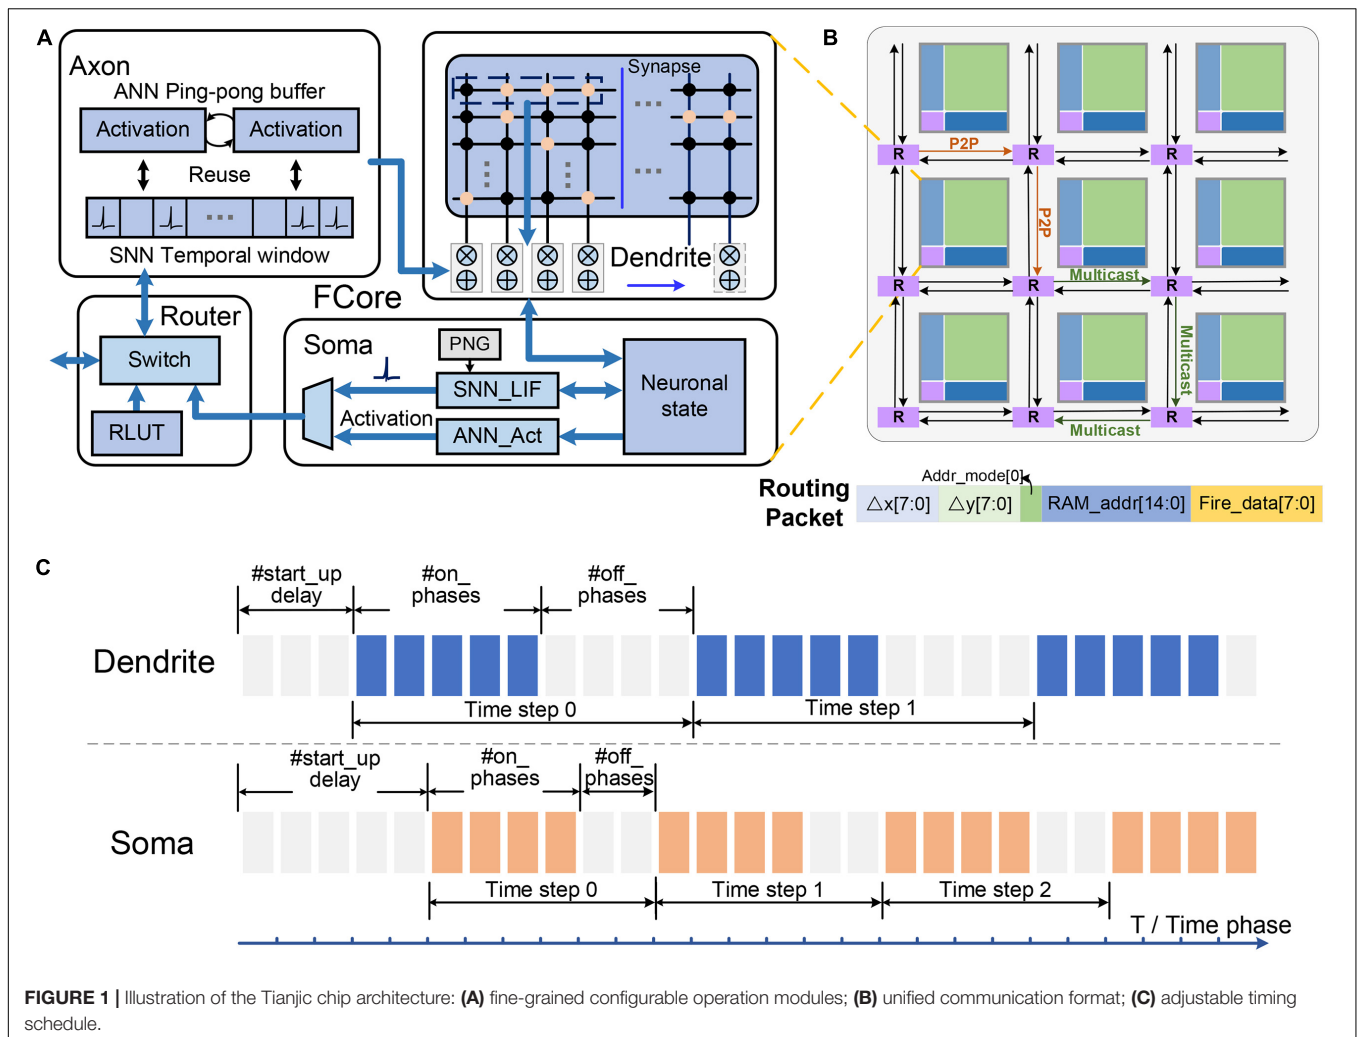 A
Axon
ANN Ping-pong buffer
Activation
Activation
Reuse
SNN Temporal window
Synapse
Dendrite
FCore
Router
Switch
RLUT
Soma
PNG
SNN_LIF
Activation
ANN_Act
Neuronal
state
B
R
P2P
R
R
P2P
R
R
Multicast
R
Multicast
R
R
Multicast
R
Routing
Packet
Addr_mode[0]
△x[7:0]
△y[7:0]
RAM_addr[14:0]
Fire_data[7:0]
C
#start_up
delay
#on_
phases
#off_
phases
Dendrite
Time step 0
Time step 1
#start_up
delay
#on_
phases
#off_
phases
Soma
Time step 0
Time step 1
Time step 2
T / Time phase
FIGURE 1 | Illustration of the Tianjic chip architecture: (A) fine-grained configurable operation modules; (B) unified communication format; (C) adjustable timing
schedule.